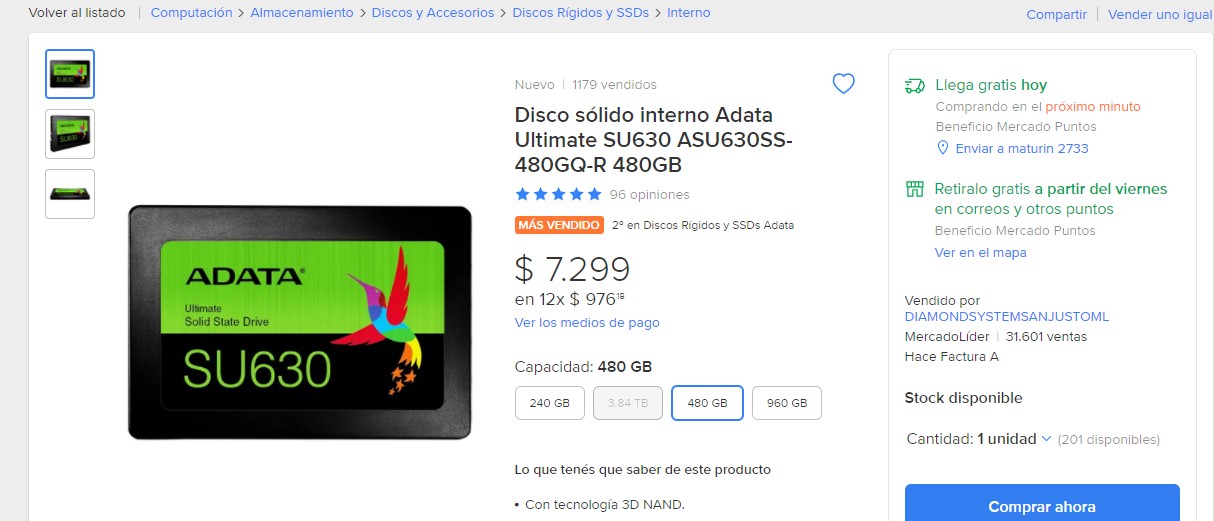 Volver al listado | Computación > Almacenamiento > Discos y Accesorios > Discos Rígidos y SSDs > Interno
Compartir | Vender uno igual
ADATA®
Ultimate
Solid State Drive
SU630
Nuevo | 1179 vendidos
Disco sólido interno Adata
Ultimate SU630 ASU630SS-
480GQ-R 480GB
96 opiniones
MÁS VENDIDO 2º en Discos Rígidos y SSDs Adata
$ 7.299
en 12x $ 976¹⁸
Ver los medios de pago
Capacidad: 480 GB
240 GB 3.84 TB 480 GB 960 GB
Lo que tenés que saber de este producto
• Con tecnología 3D NAND.
Llega gratis hoy
Comprando en el próximo minuto
Beneficio Mercado Puntos
Enviar a maturin 2733
Retiralo gratis a partir del viernes
en correos y otros puntos
Beneficio Mercado Puntos
Ver en el mapa
Vendido por
DIAMONDSYSTEMSANJUSTOML
MercadoLíder | 31.601 ventas
Hace Factura A
Stock disponible
Cantidad: 1 unidad (201 disponibles)
Comprar ahora